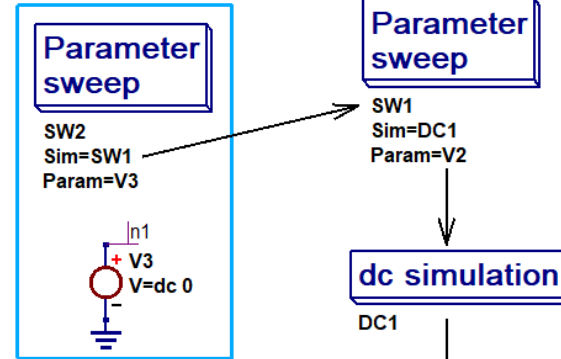 Parameter
sweep
SW2
Sim=SW1
Param=V3
n1
+ V3
V=dc 0
−
Parameter
sweep
SW1
Sim=DC1
Param=V2
dc simulation
DC1